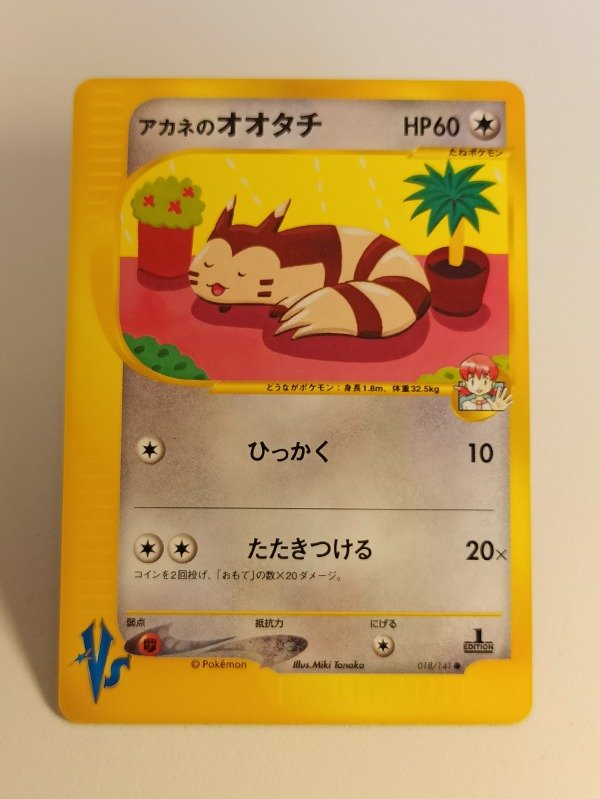 アカネのオオタチ HP60
たねポケモン
どうながポケモン：身長1.8m、体重32.5kg
ひっかく 10
たたきつける 20×
コインを2回投げ、「おもて」の数×20ダメージ。
弱点 抵抗力 にげる
1
EDITION
VS
© Pokémon Illus.Miki Tanaka 018/141